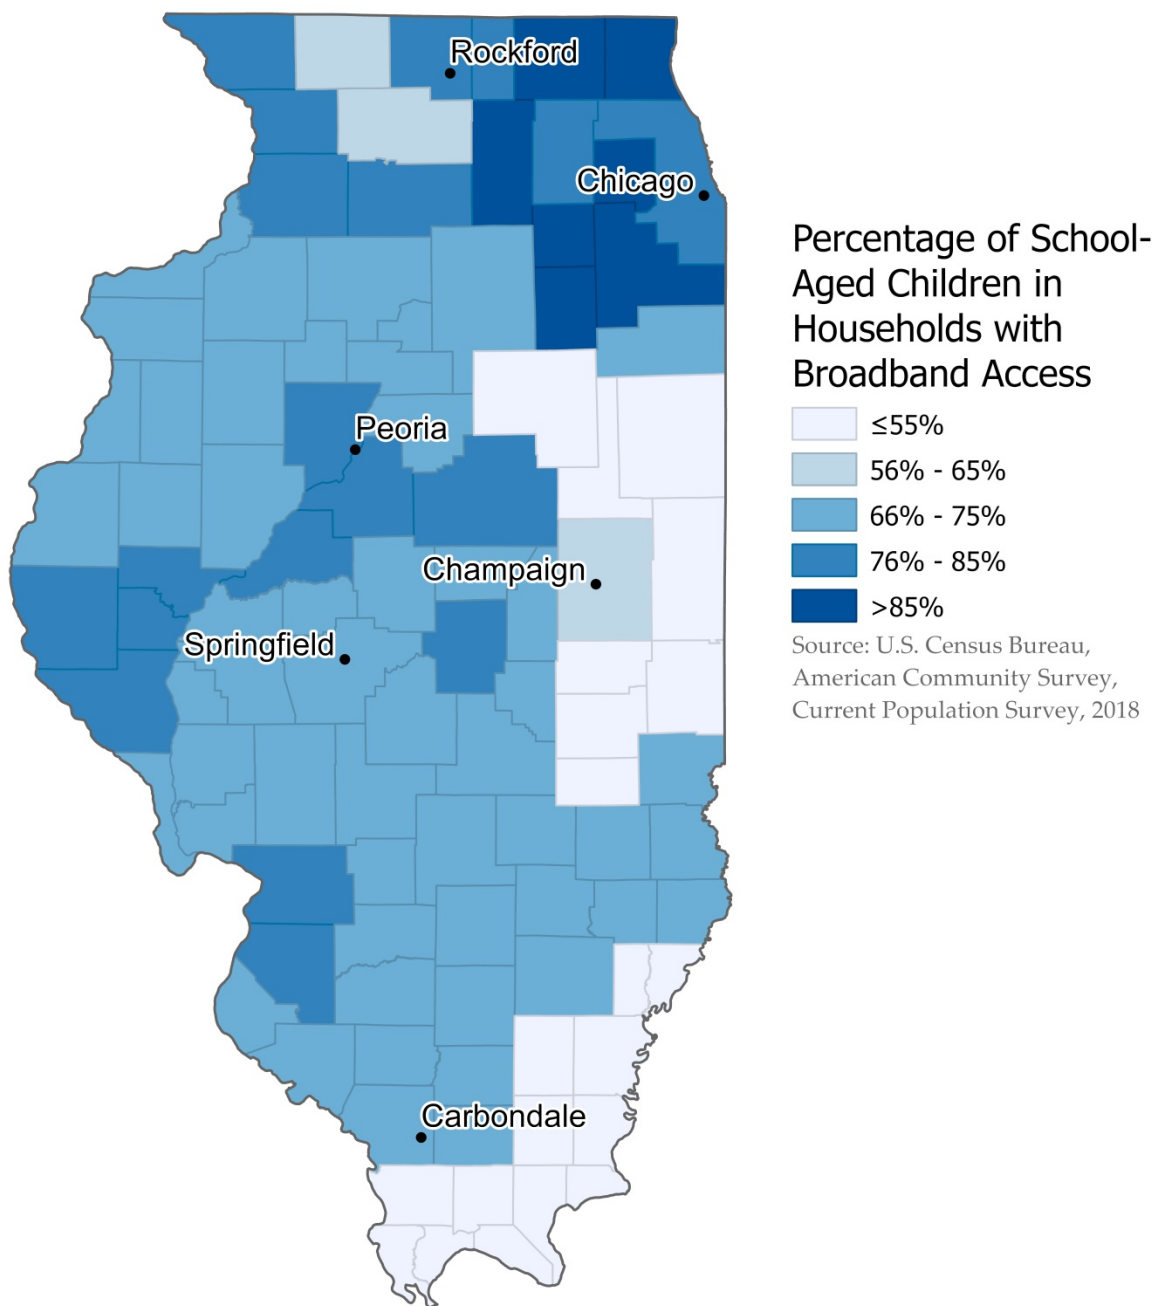 Rockford
Chicago
Percentage of School-
Aged Children in
Households with
Broadband Access
Peoria
≤55%
56% - 65%
66% - 75%
Champaign
76% - 85%
>85%
Springfield
Source: U.S. Census Bureau,
American Community Survey,
Current Population Survey, 2018
Carbondale